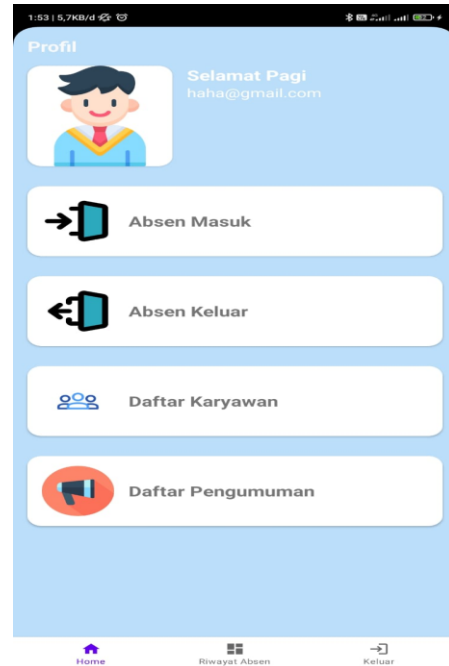 1:53 | 5,7KB/d
Profil
Selamat Pagi
haha@gmail.com
Absen Masuk
Absen Keluar
Daftar Karyawan
Daftar Pengumuman
Home
Riwayat Absen
Keluar